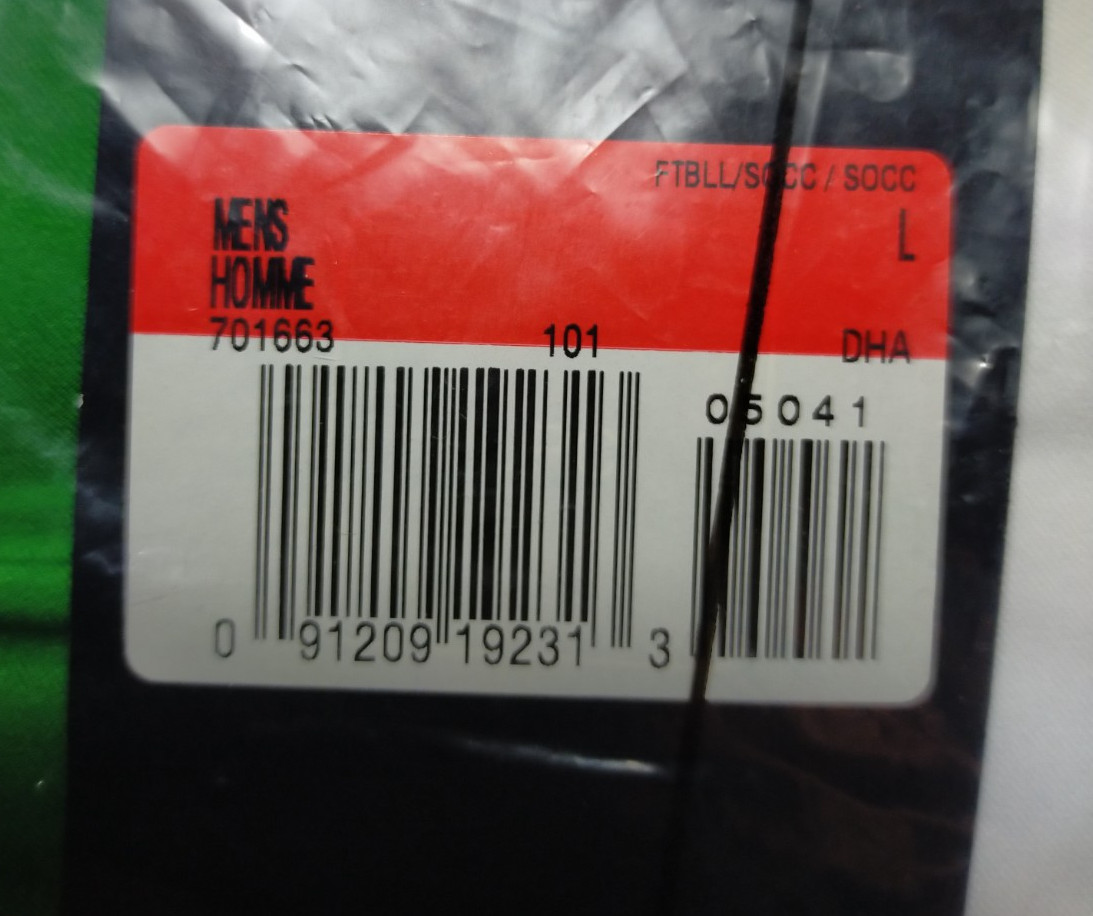 FTBLL/SOCC / SOCC
MENS
L
HOMME
701663 101 DHA
05041
0 91209 19231 3